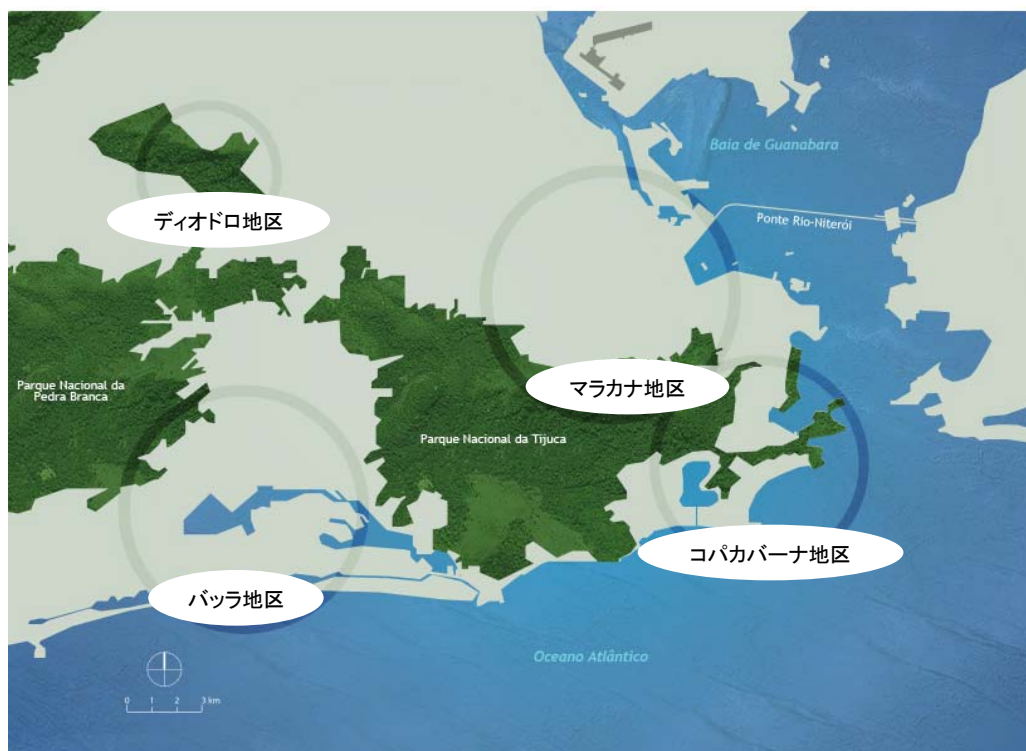 Baia de Guanabara
ディオドロ地区
Ponte Rio-Niterói
マラカナ地区
Parque Nacional da
Pedra Branca
Parque Nacional da Tijuca
コパカバーナ地区
バッラ地区
Oceano Atlântico
0 1 2 3 km